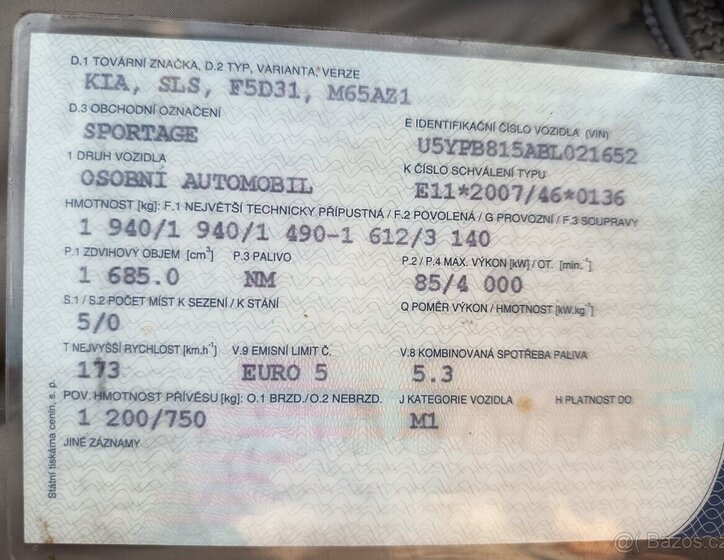 D.1 TOVÁRNÍ ZNAČKA, D.2 TYP, VARIANTA, VERZE
KIA, SLS, F5D31, M65AZ1
D.3 OBCHODNÍ OZNAČENÍ
SPORTAGE
E IDENTIFIKAČNÍ ČÍSLO VOZIDLA (VIN)
U5YPB815ABL021652
1 DRUH VOZIDLA
OSOBNÍ AUTOMOBIL
K ČÍSLO SCHVÁLENÍ TYPU
E11*2007/46*0136
HMOTNOST [kg]: F.1 NEJVĚTŠÍ TECHNICKY PŘÍPUSTNÁ / F.2 POVOLENÁ / G PROVOZNÍ / F.3 SOUPRAVY
1 940/1 940/1 490-1 612/3 140
P.1 ZDVIHOVÝ OBJEM [cm³] P.3 PALIVO P.2 / P.4 MAX. VÝKON [kW] / OT. [min.⁻¹]
1 685.0 NM 85/4 000
S.1 / S.2 POČET MÍST K SEZENÍ / K STÁNÍ Q POMĚR VÝKON / HMOTNOST [kW.kg⁻¹]
5/0
T NEJVYŠŠÍ RYCHLOST [km.h⁻¹] V.9 EMISNÍ LIMIT Č. V.8 KOMBINOVANÁ SPOTŘEBA PALIVA
173 EURO 5 5.3
POV. HMOTNOST PŘÍVĚSU [kg]: O.1 BRZD./O.2 NEBRZD. J KATEGORIE VOZIDLA H PLATNOST DO:
1 200/750 M1
JINÉ ZÁZNAMY
Státní tiskárna cenin, s. p.
© Bazos.cz